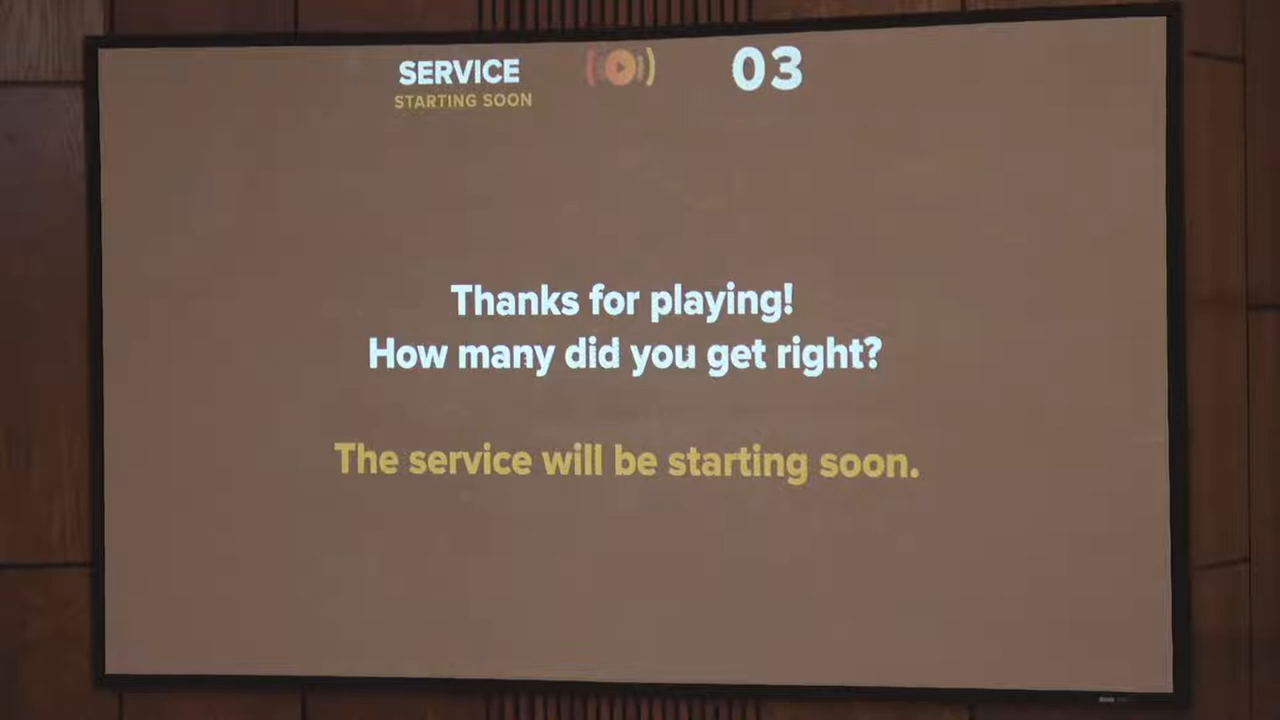 SERVICE
STARTING SOON
03
Thanks for playing!
How many did you get right?
The service will be starting soon.